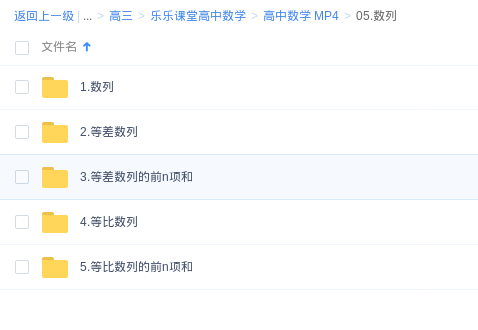 返回上一级 | ... > 高三 > 乐乐课堂高中数学 > 高中数学 MP4 > 05.数列
文件名
1.数列
2.等差数列
3.等差数列的前n项和
4.等比数列
5.等比数列的前n项和